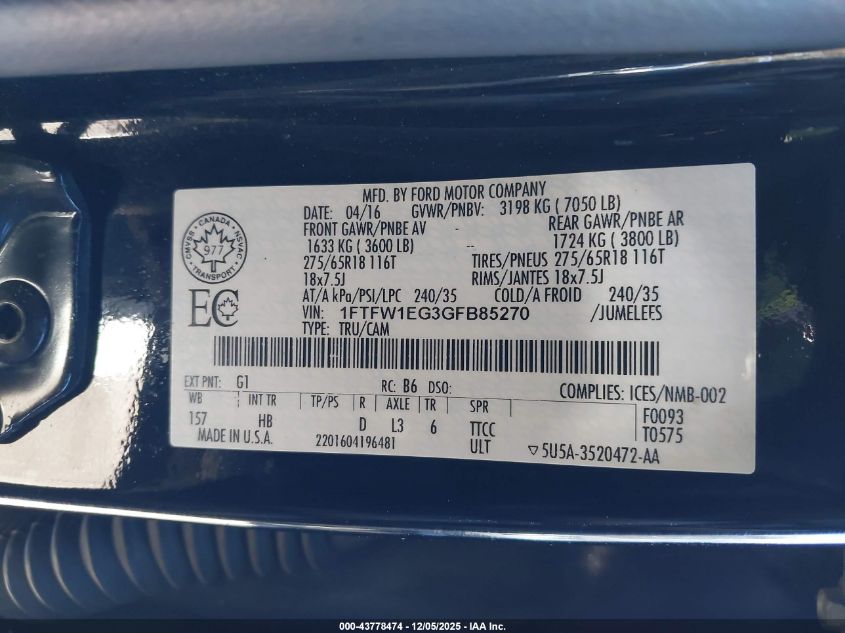 MFD. BY FORD MOTOR COMPANY
DATE: 04/16 GVWR/PNBV: 3198 KG ( 7050 LB)
FRONT GAWR/PNBE AV REAR GAWR/PNBE AR
1633 KG ( 3600 LB) -- 1724 KG ( 3800 LB)
275/65R18 116T TIRES/PNEUS 275/65R18 116T
18x7.5J RIMS/JANTES 18x7.5J
AT/A kPa/PSI/LPC 240/35 COLD/A FROID 240/35
VIN: 1FTFW1EG3GFB85270 /JUMELEES
TYPE: TRU/CAM
CANADA
CMVSS NSVAC
977
TRANSPORT
EC
EXT PNT: G1 RC: B6 DSO: COMPLIES: ICES/NMB-002
WB INT TR TP/PS R AXLE TR SPR F0093
157 HB D L3 6 TTCC T0575
MADE IN U.S.A. 2201604196481 ULT ▽5U5A-3520472-AA
000-43778474 - 12/05/2025 - IAA Inc.